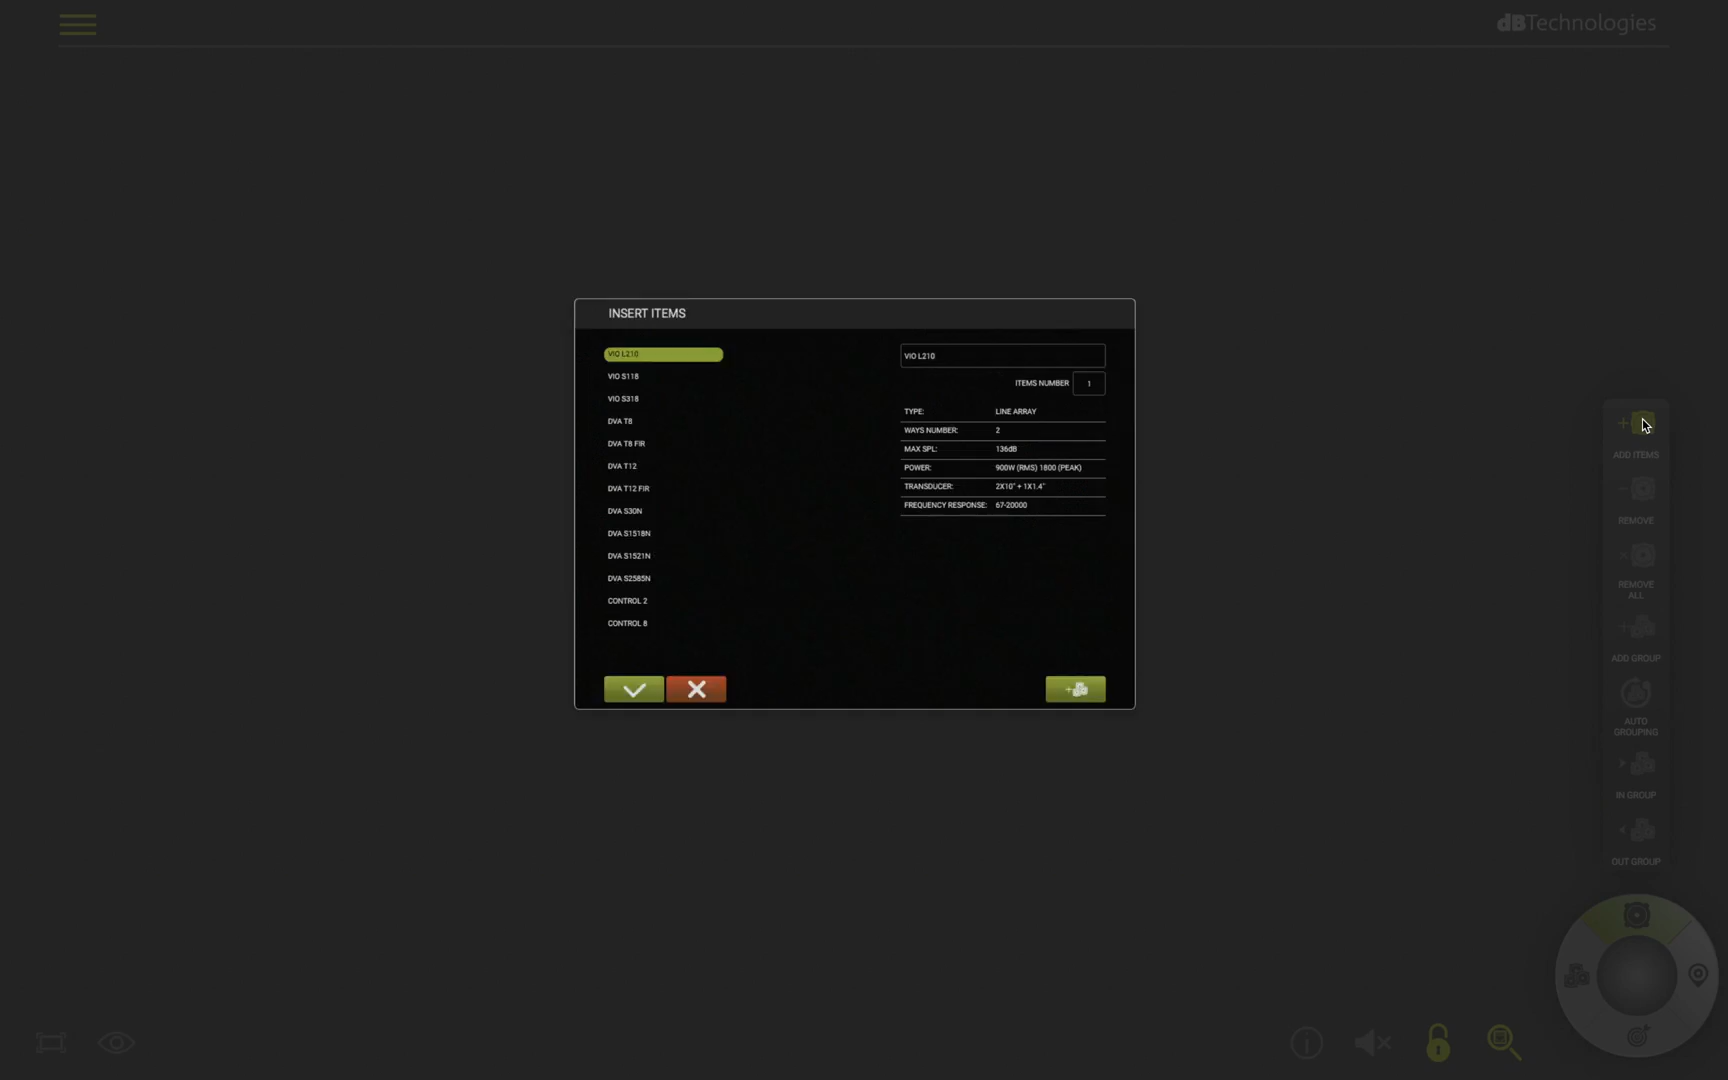 dBTechnologies
INSERT ITEMS
VIO L210
VIO S118
VIO S318
DVA T8
DVA T8 FIR
DVA T12
DVA T12 FIR
DVA S30N
DVA S1518N
DVA S1521N
DVA S2585N
CONTROL 2
CONTROL 8
VIO L210
ITEMS NUMBER 1
TYPE: LINE ARRAY
WAYS NUMBER: 2
MAX SPL: 136dB
POWER: 900W (RMS) 1800 (PEAK)
TRANSDUCER: 2X10" + 1X1.4"
FREQUENCY RESPONSE: 67-20000
ADD ITEMS
REMOVE
REMOVE
ALL
ADD GROUP
AUTO
GROUPING
IN GROUP
OUT GROUP